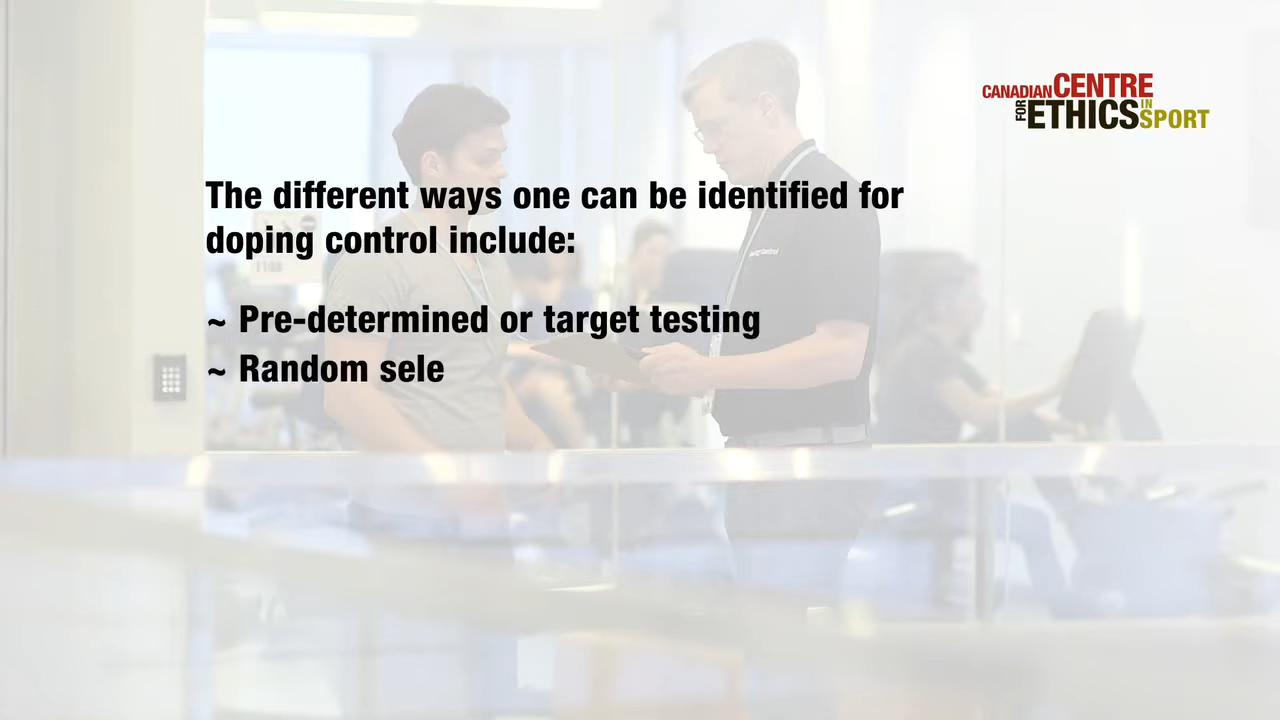 CANADIAN CENTRE
FOR ETHICS IN SPORT
The different ways one can be identified for
doping control include:
~ Pre-determined or target testing
~ Random sele